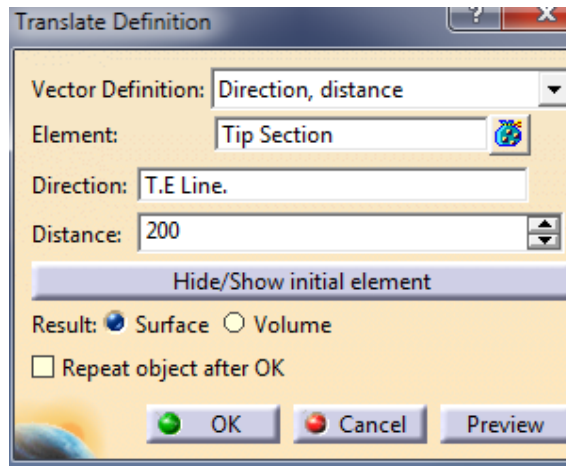 Translate Definition
? X
Vector Definition: Direction, distance
Element: Tip Section
Direction: T.E Line.
Distance: 200
Hide/Show initial element
Result: Surface Volume
Repeat object after OK
OK Cancel Preview